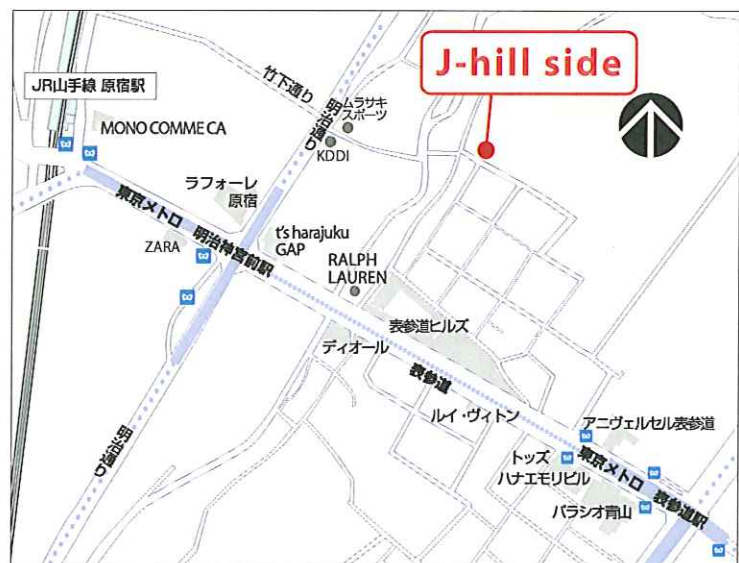 J-hill side
JR山手線 原宿駅
竹下通り
明治通り
ムラサキ
スポーツ
MONO COMME CA
KDDI
ラフォーレ
原宿
東京メトロ 明治神宮前駅
t's harajuku
GAP
ZARA
RALPH
LAUREN
表参道ヒルズ
ディオール
表参道
ルイ・ヴィトン
アニヴェルセル表参道
明治通り
トッズ
ハナエモリビル
東京メトロ 表参道駅
パラシオ青山